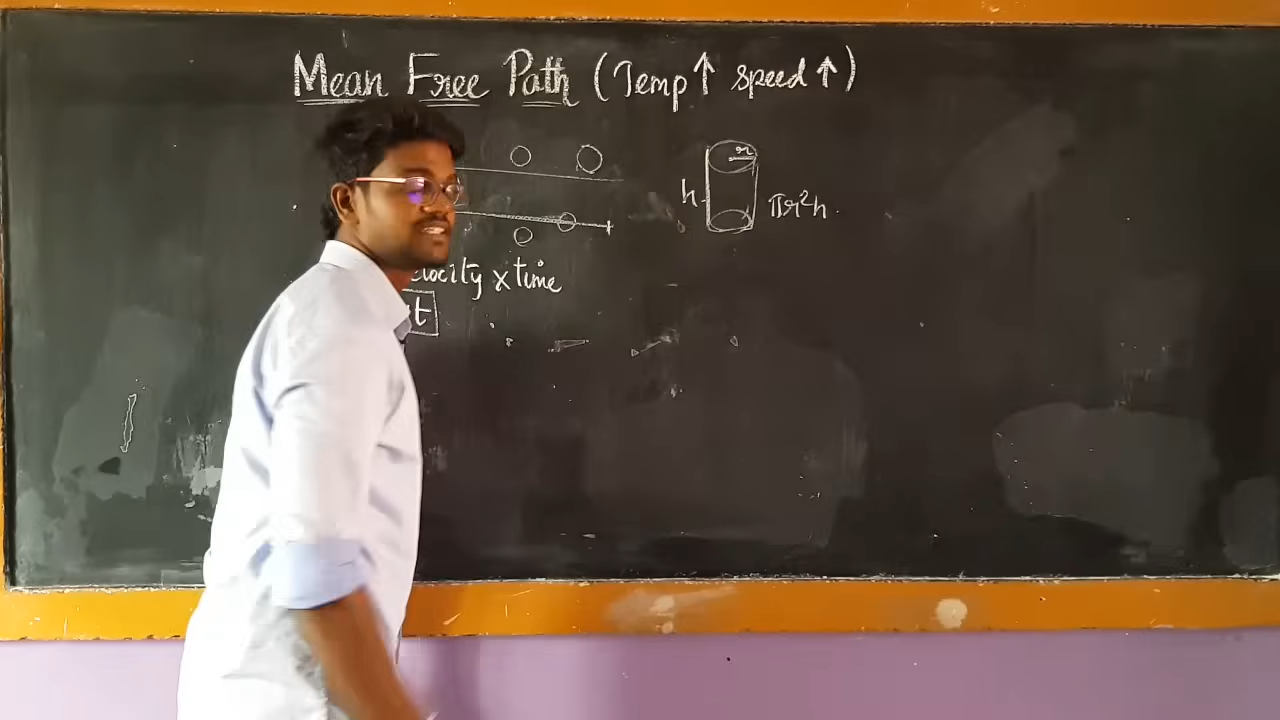 Mean Free Path (Temp ↑ speed ↑)
r
h
πr²h
× time
t